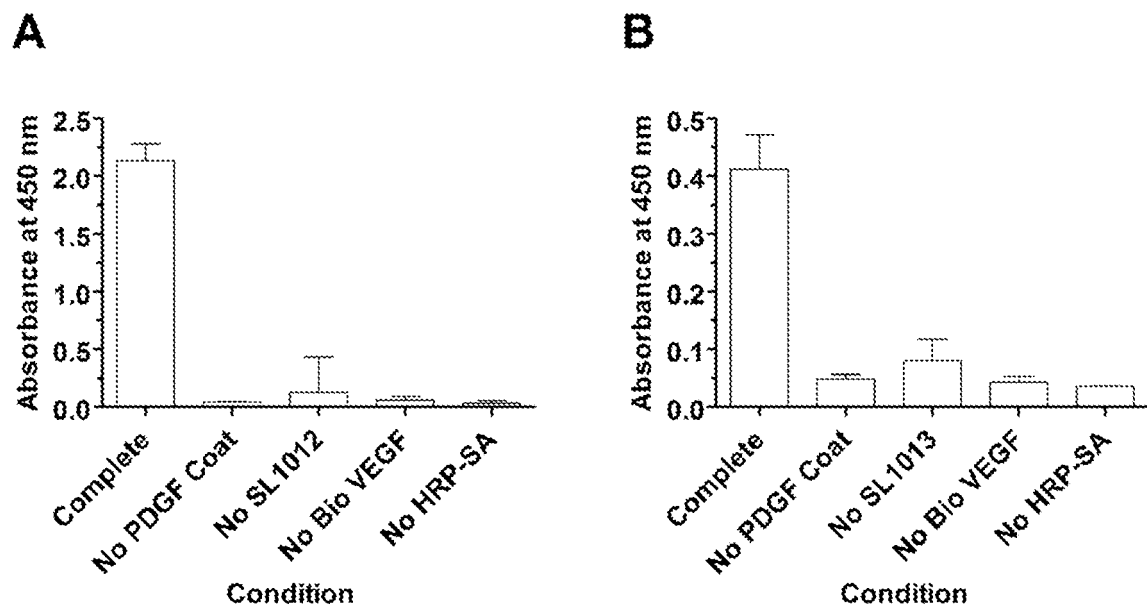 A
Absorbance at 450 nm
2.5
2.0
1.5
1.0
0.5
0.0
Complete
No PDGF Coat
No SL1012
No Bio VEGF
No HRP-SA
Condition
B
Absorbance at 450 nm
0.5
0.4
0.3
0.2
0.1
0.0
Complete
No PDGF Coat
No SL1013
No Bio VEGF
No HRP-SA
Condition